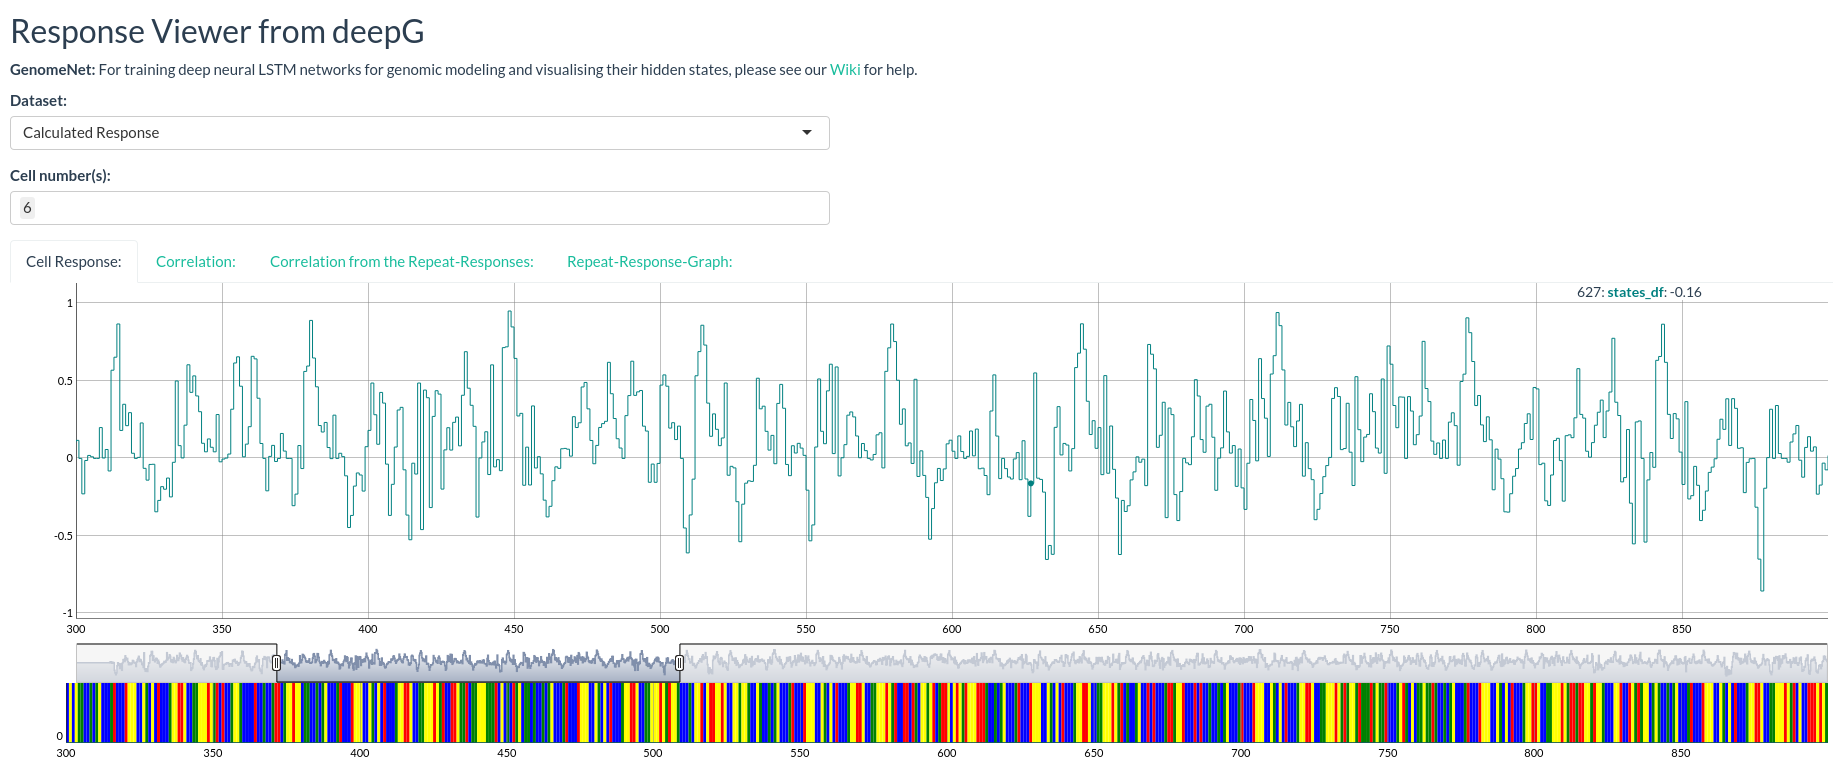 Response Viewer from deepG
GenomeNet: For training deep neural LSTM networks for genomic modeling and visualising their hidden states, please see our Wiki for help.
Dataset:
Calculated Response
Cell number(s):
6
Cell Response: Correlation: Correlation from the Repeat-Responses: Repeat-Response-Graph:
627: states_df: -0.16
1
0.5
0
-0.5
-1
300 350 400 450 500 550 600 650 700 750 800 850
0
300 350 400 450 500 550 600 650 700 750 800 850